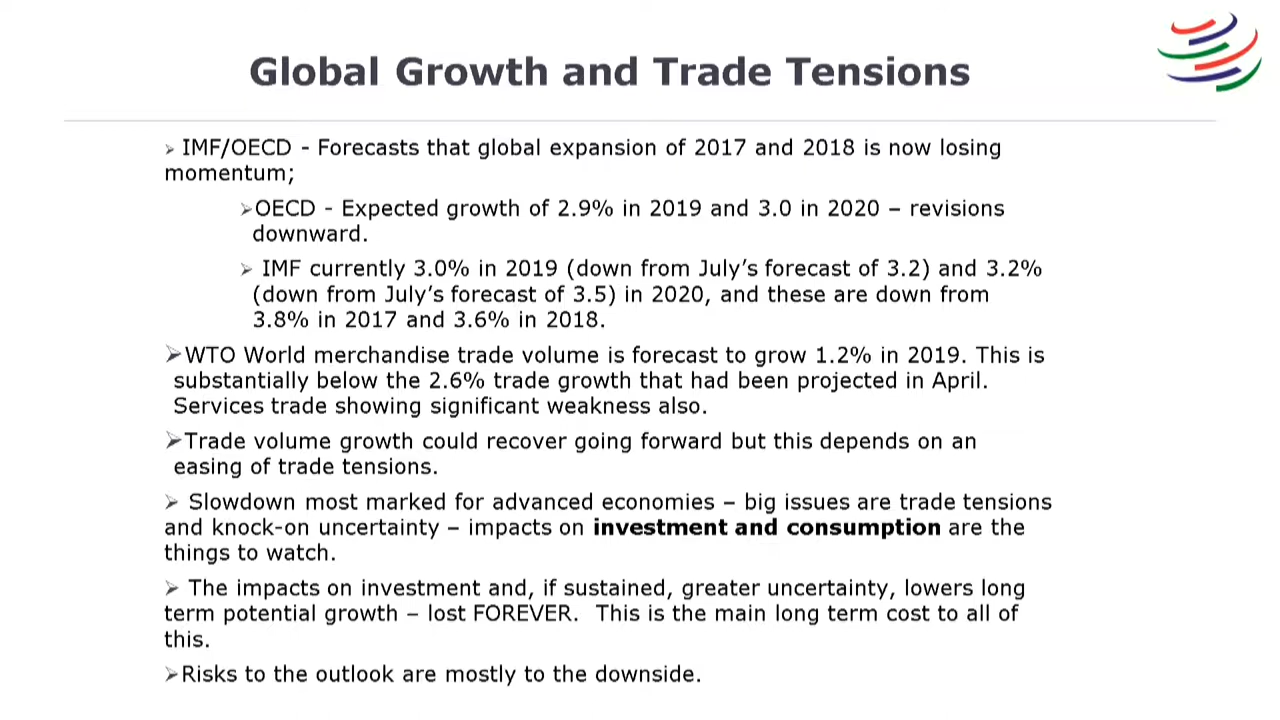 Global Growth and Trade Tensions
➢ IMF/OECD - Forecasts that global expansion of 2017 and 2018 is now losing
momentum;
➢OECD - Expected growth of 2.9% in 2019 and 3.0 in 2020 – revisions
downward.
➢ IMF currently 3.0% in 2019 (down from July’s forecast of 3.2) and 3.2%
(down from July’s forecast of 3.5) in 2020, and these are down from
3.8% in 2017 and 3.6% in 2018.
➢WTO World merchandise trade volume is forecast to grow 1.2% in 2019. This is
substantially below the 2.6% trade growth that had been projected in April.
Services trade showing significant weakness also.
➢Trade volume growth could recover going forward but this depends on an
easing of trade tensions.
➢ Slowdown most marked for advanced economies – big issues are trade tensions
and knock-on uncertainty – impacts on investment and consumption are the
things to watch.
➢ The impacts on investment and, if sustained, greater uncertainty, lowers long
term potential growth – lost FOREVER.  This is the main long term cost to all of
this.
➢Risks to the outlook are mostly to the downside.